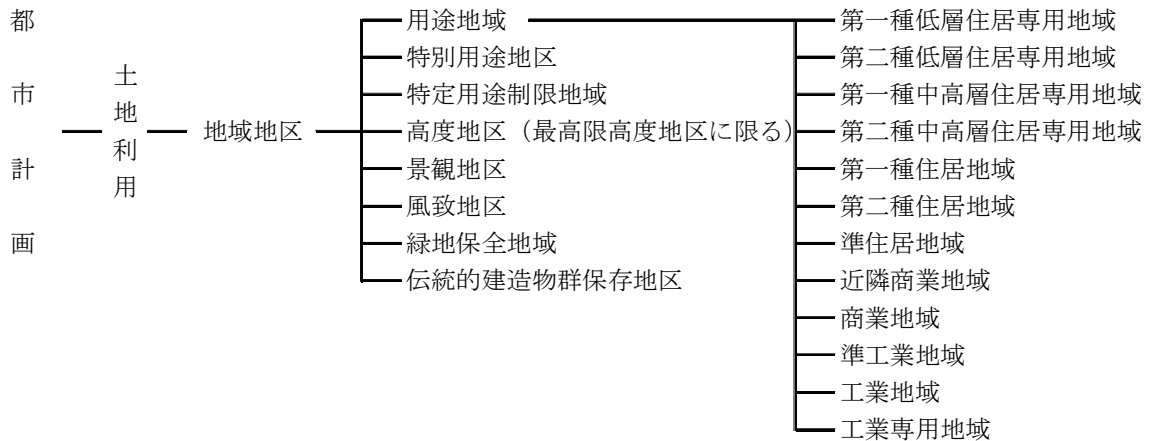 都市計画
土地利用
地域地区
用途地域
特別用途地区
特定用途制限地域
高度地区（最高限高度地区に限る）
景観地区
風致地区
緑地保全地域
伝統的建造物群保存地区
第一種低層住居専用地域
第二種低層住居専用地域
第一種中高層住居専用地域
第二種中高層住居専用地域
第一種住居地域
第二種住居地域
準住居地域
近隣商業地域
商業地域
準工業地域
工業地域
工業専用地域